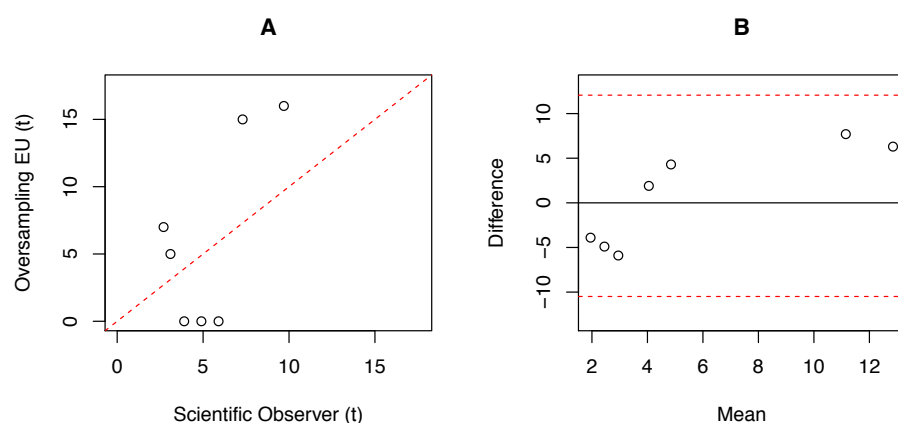 A
Oversampling EU (t)
15
10
5
0
0 5 10 15
Scientific Observer (t)
B
Difference
10
5
0
−5
−10
2 4 6 8 10 12
Mean